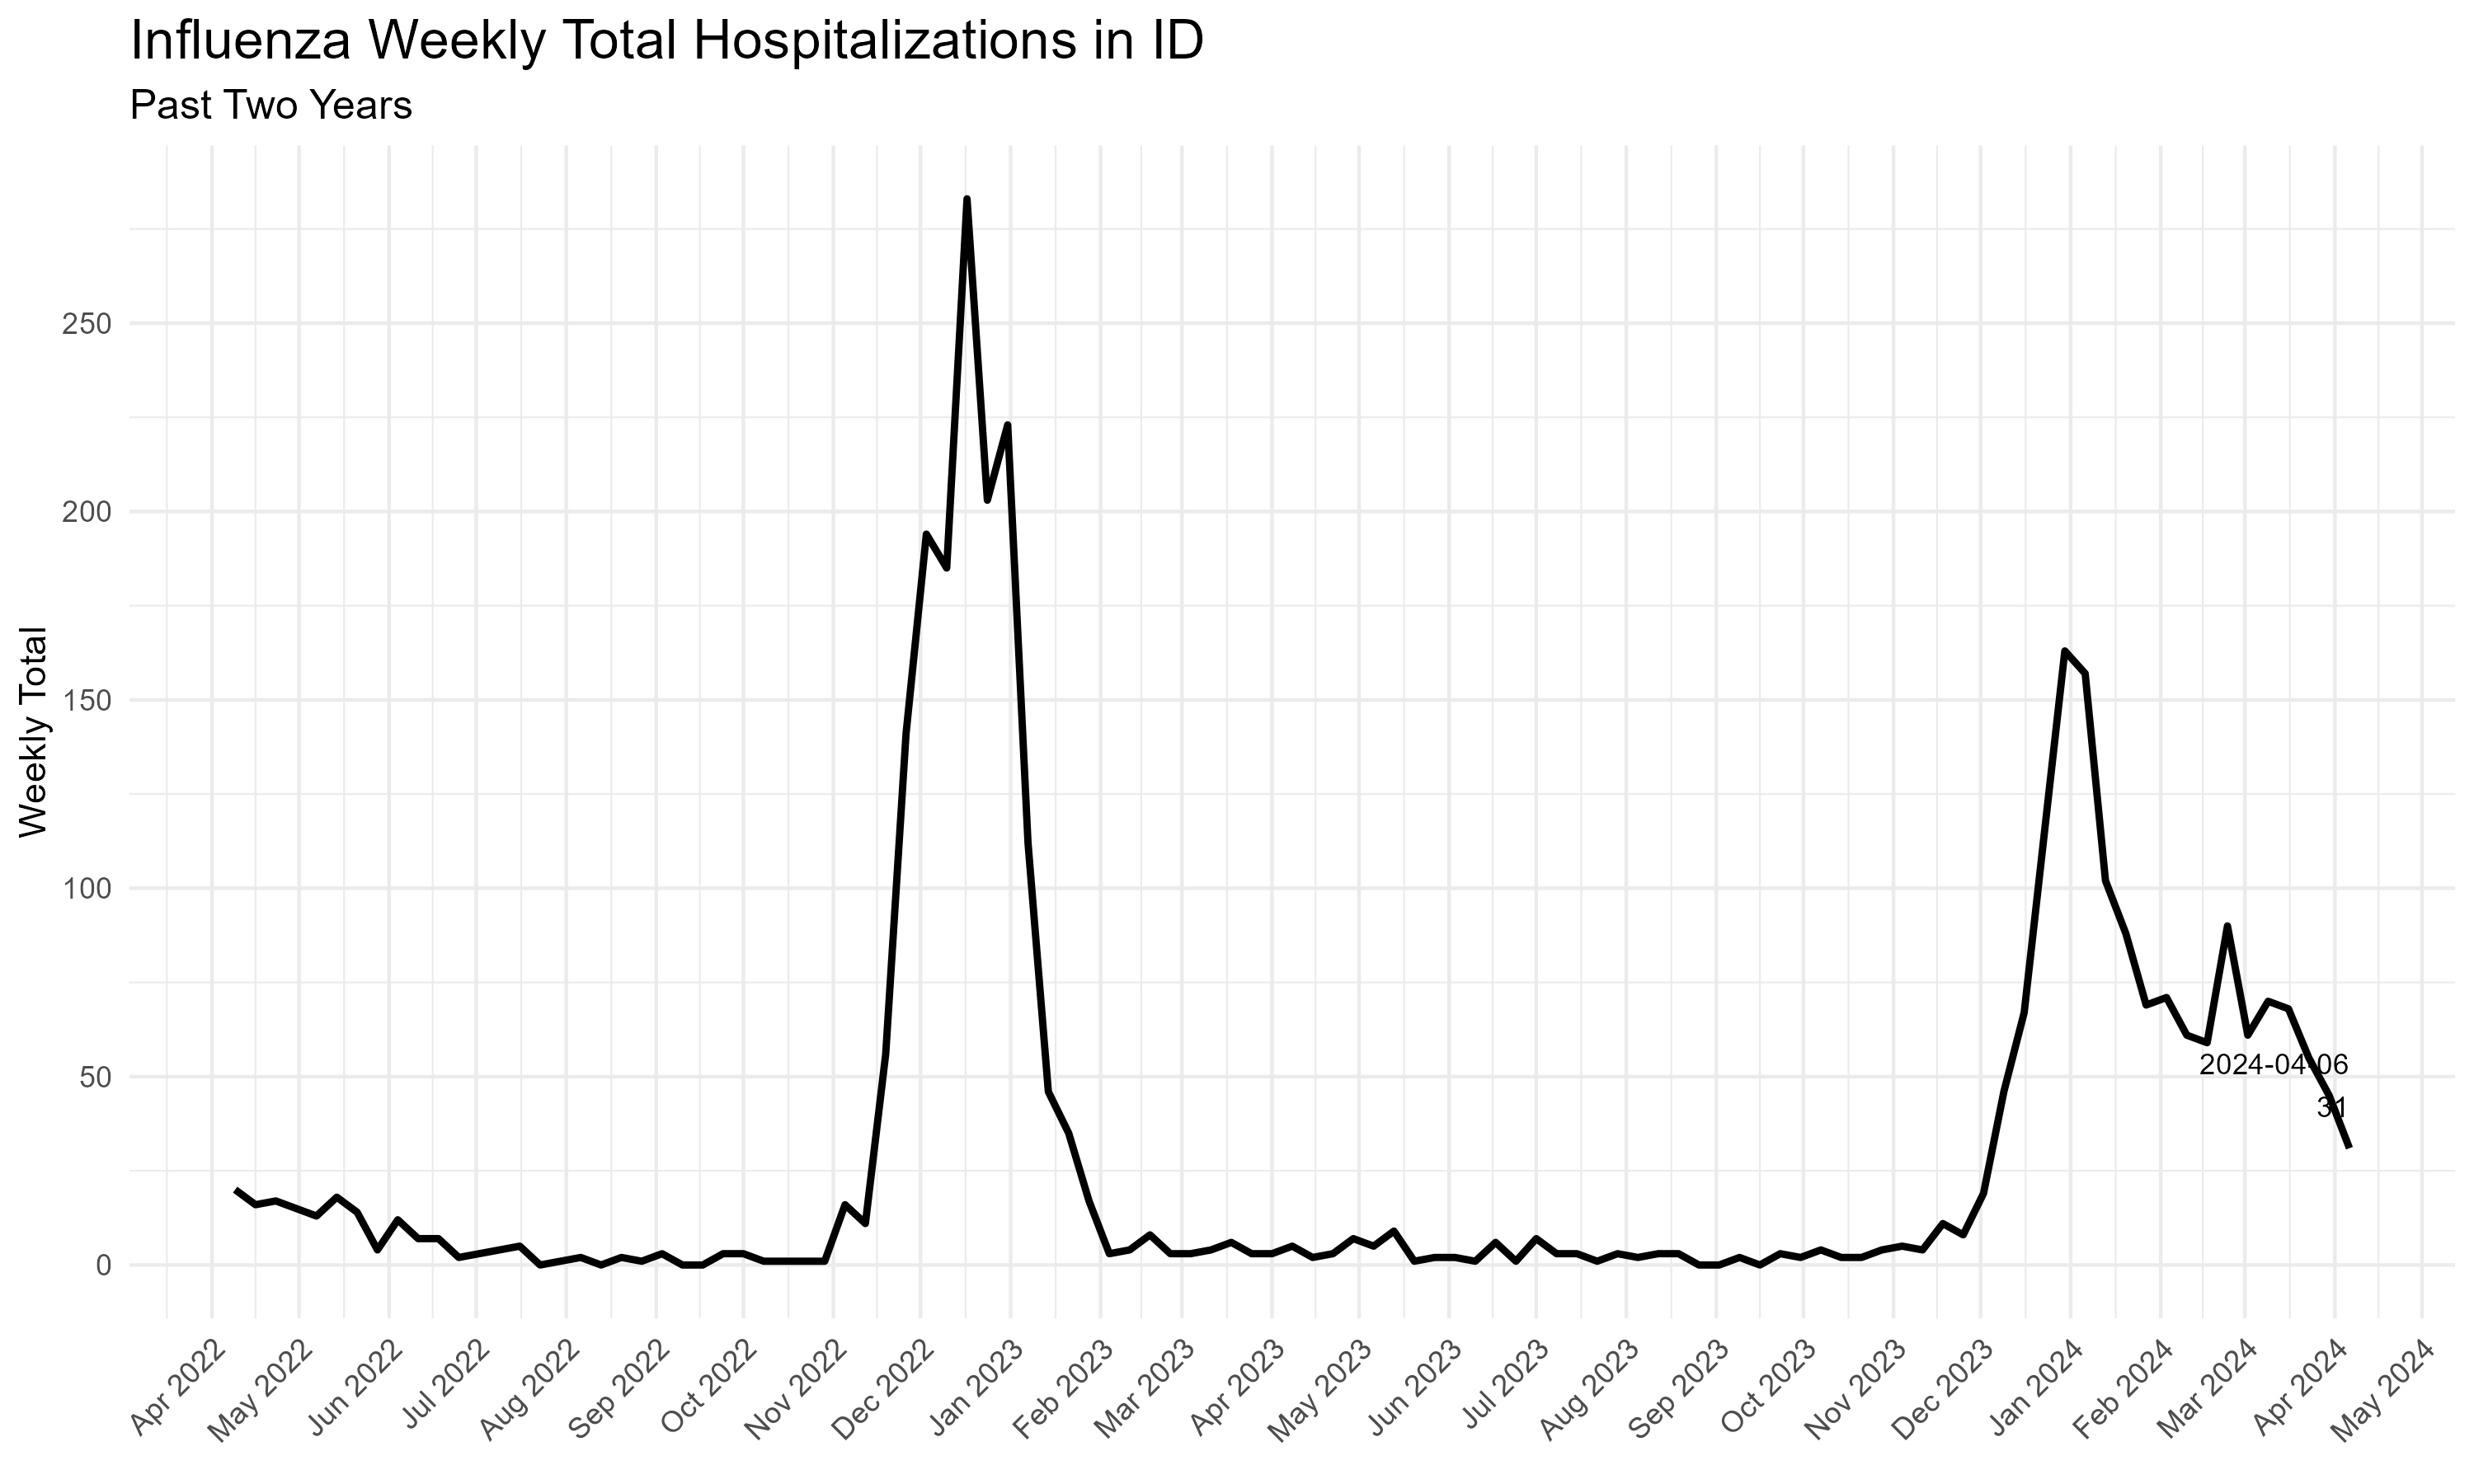 Influenza Weekly Total Hospitalizations in ID
Past Two Years
Weekly Total
250
200
150
100
50
0
2024-04-06
31
Apr 2022
May 2022
Jun 2022
Jul 2022
Aug 2022
Sep 2022
Oct 2022
Nov 2022
Dec 2022
Jan 2023
Feb 2023
Mar 2023
Apr 2023
May 2023
Jun 2023
Jul 2023
Aug 2023
Sep 2023
Oct 2023
Nov 2023
Dec 2023
Jan 2024
Feb 2024
Mar 2024
Apr 2024
May 2024